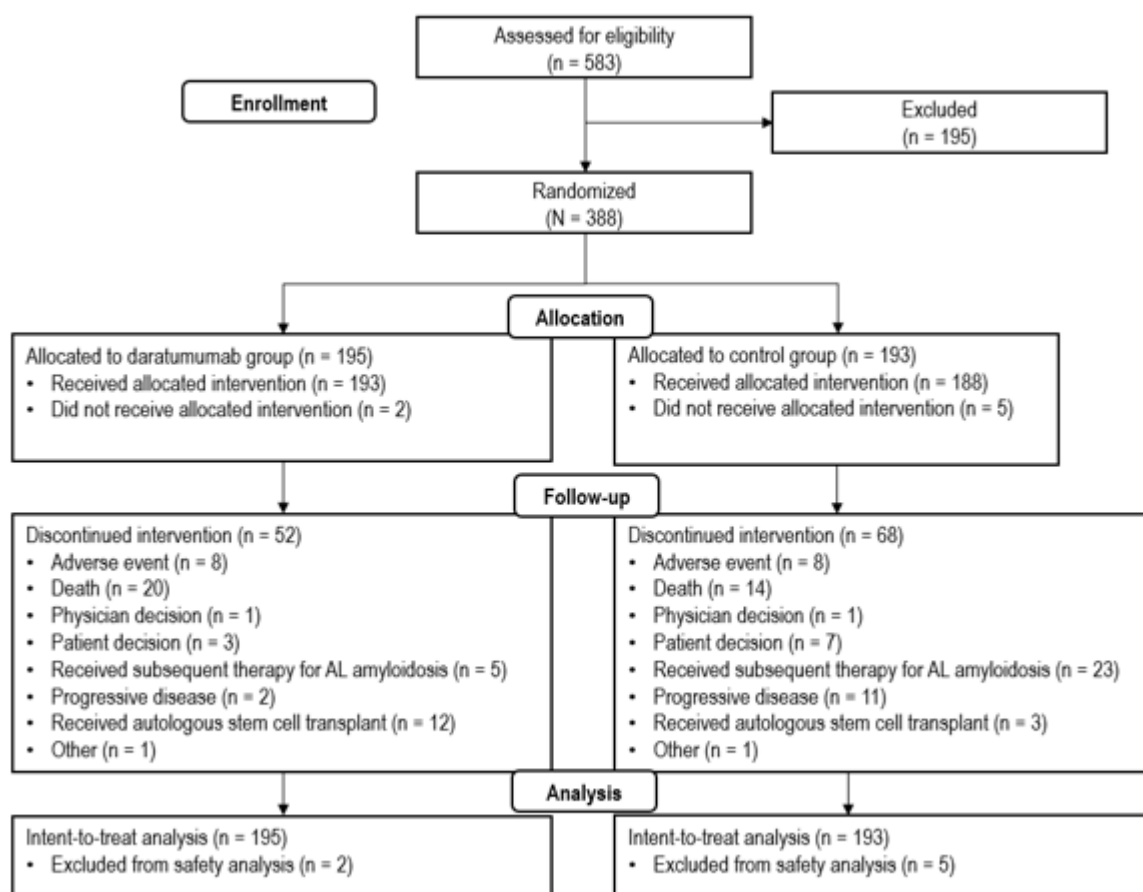 Assessed for eligibility
(n = 583)
Enrollment
Excluded
(n = 195)
Randomized
(N = 388)
Allocation
Allocated to daratumumab group (n = 195)
• Received allocated intervention (n = 193)
• Did not receive allocated intervention (n = 2)
Allocated to control group (n = 193)
• Received allocated intervention (n = 188)
• Did not receive allocated intervention (n = 5)
Follow-up
Discontinued intervention (n = 52)
• Adverse event (n = 8)
• Death (n = 20)
• Physician decision (n = 1)
• Patient decision (n = 3)
• Received subsequent therapy for AL amyloidosis (n = 5)
• Progressive disease (n = 2)
• Received autologous stem cell transplant (n = 12)
• Other (n = 1)
Discontinued intervention (n = 68)
• Adverse event (n = 8)
• Death (n = 14)
• Physician decision (n = 1)
• Patient decision (n = 7)
• Received subsequent therapy for AL amyloidosis (n = 23)
• Progressive disease (n = 11)
• Received autologous stem cell transplant (n = 3)
• Other (n = 1)
Analysis
Intent-to-treat analysis (n = 195)
• Excluded from safety analysis (n = 2)
Intent-to-treat analysis (n = 193)
• Excluded from safety analysis (n = 5)